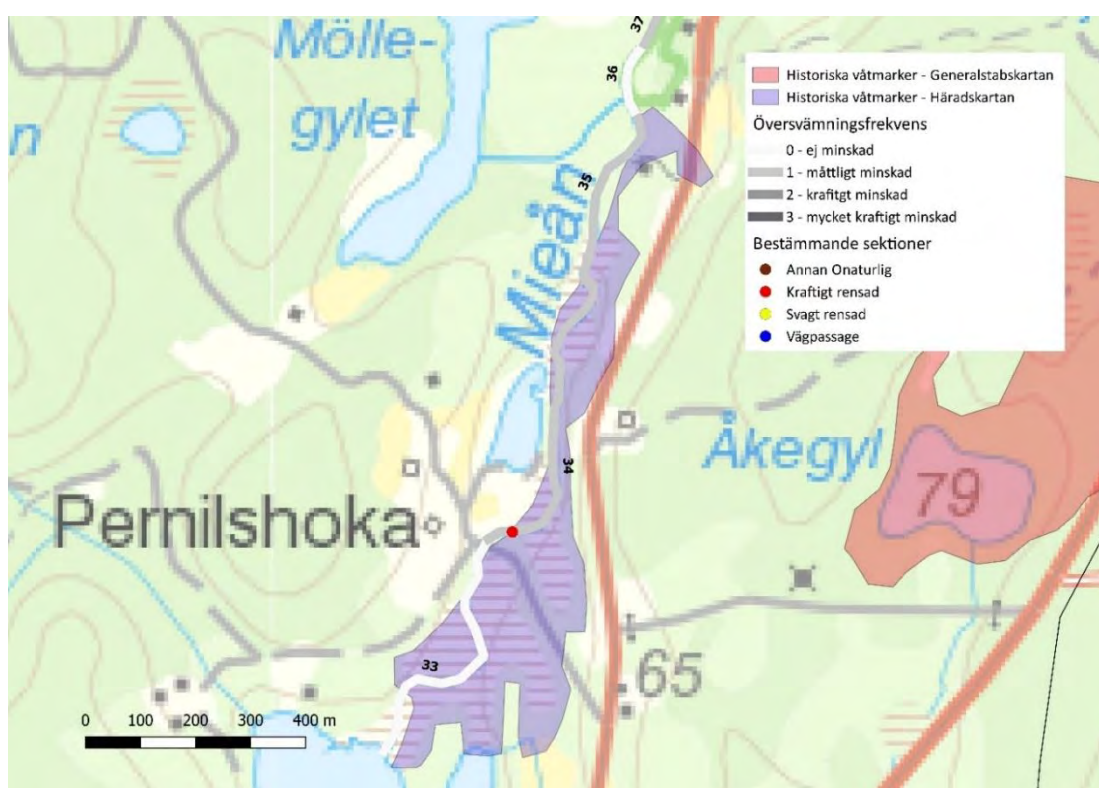 Mölle-
gylet
n
37
36
35
Mieån
34
33
Pernilshoka
Åkegyl
79
65
Historiska våtmarker - Generalstabskartan
Historiska våtmarker - Häradskartan
Översvämningsfrekvens
0 - ej minskad
1 - måttligt minskad
2 - krafitgt minskad
3 - mycket kraftigt minskad
Bestämmande sektioner
Annan Onaturlig
Kraftigt rensad
Svagt rensad
Vägpassage
0 100 200 300 400 m